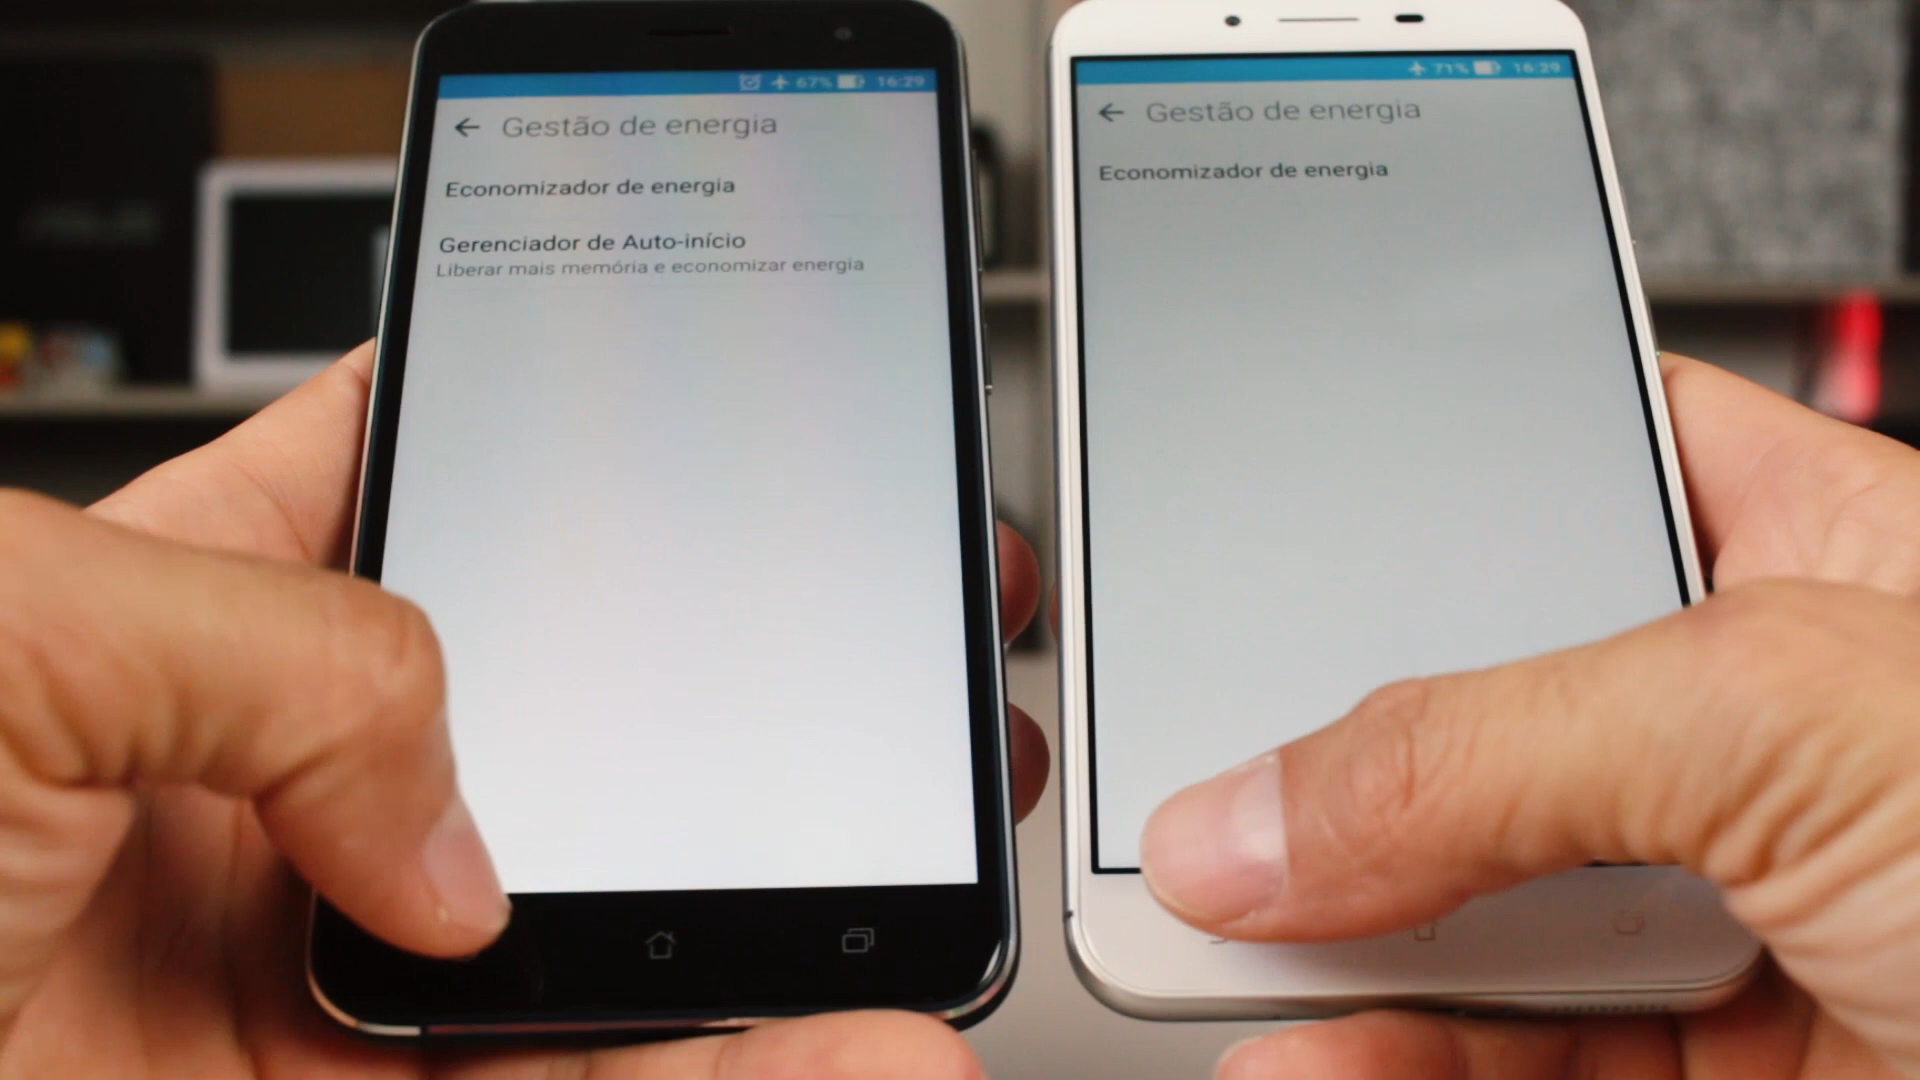 67% 16:29
Gestão de energia
Economizador de energia
Gerenciador de Auto-início
Liberar mais memória e economizar energia
71% 16:29
Gestão de energia
Economizador de energia